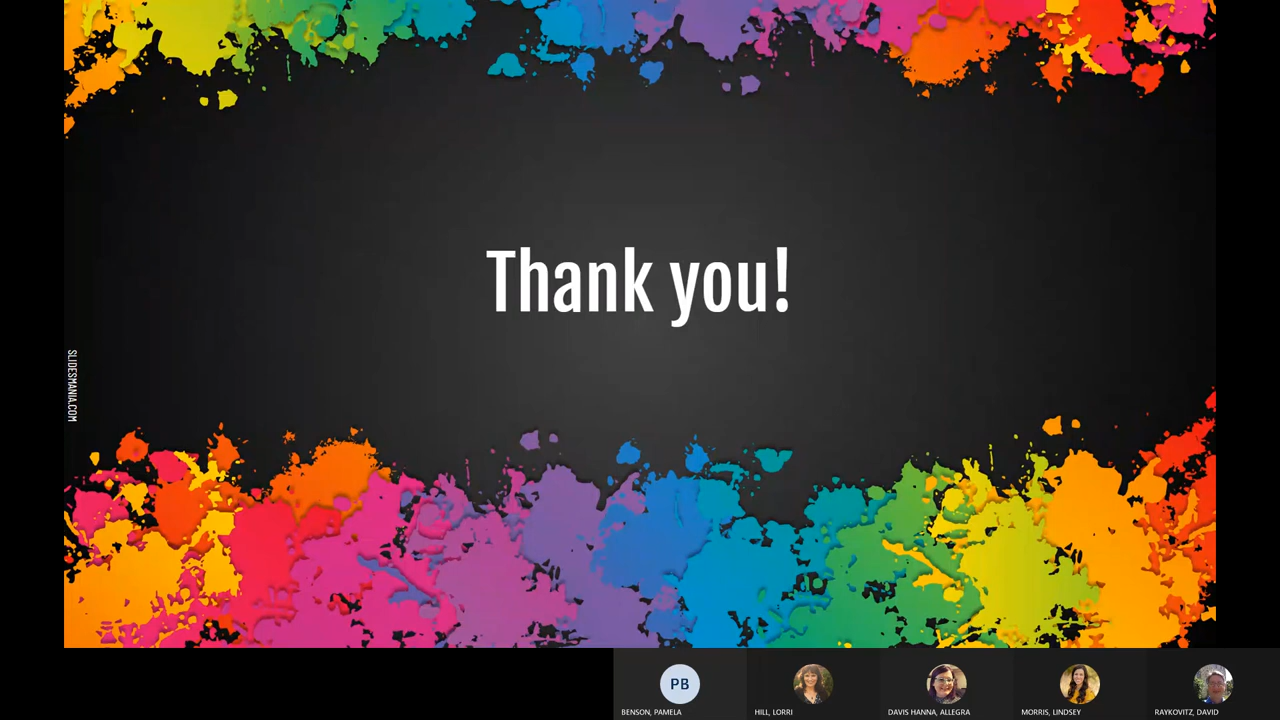 Thank you!
SLIDESMANIA.COM
PB
BENSON, PAMELA
HILL, LORRI
DAVIS HANNA, ALLEGRA
MORRIS, LINDSEY
RAYKOVITZ, DAVID